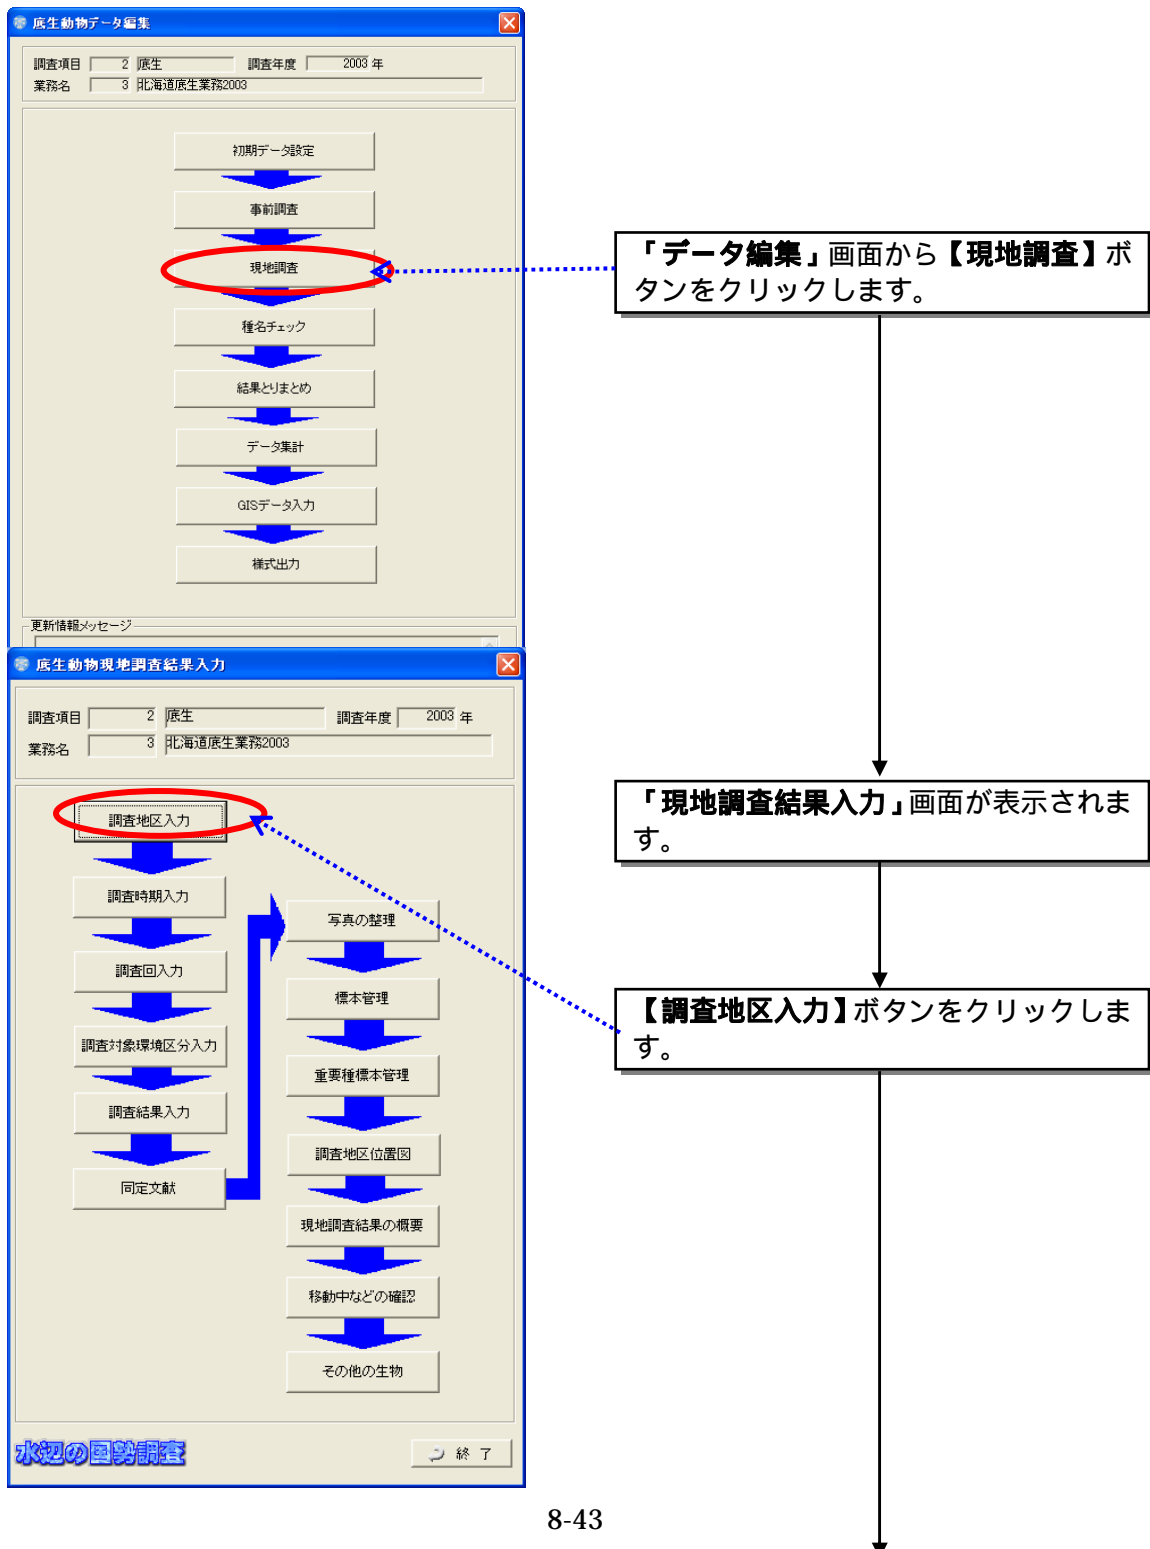 底生動物データ編集
調査項目 2 底生 調査年度 2003 年
業務名 3 北海道底生業務2003
初期データ設定
事前調査
現地調査
種名チェック
結果とりまとめ
データ集計
GISデータ入力
様式出力
更新情報メッセージ
「データ編集」画面から【現地調査】ボ
タンをクリックします。
底生動物現地調査結果入力
調査項目 2 底生 調査年度 2003 年
業務名 3 北海道底生業務2003
調査地区入力
調査時期入力
調査回入力
調査対象環境区分入力
調査結果入力
同定文献
写真の整理
標本管理
重要種標本管理
調査地区位置図
現地調査結果の概要
移動中などの確認
その他の生物
水辺の国勢調査
終 了
「現地調査結果入力」画面が表示されま
す。
【調査地区入力】ボタンをクリックしま
す。
8-43